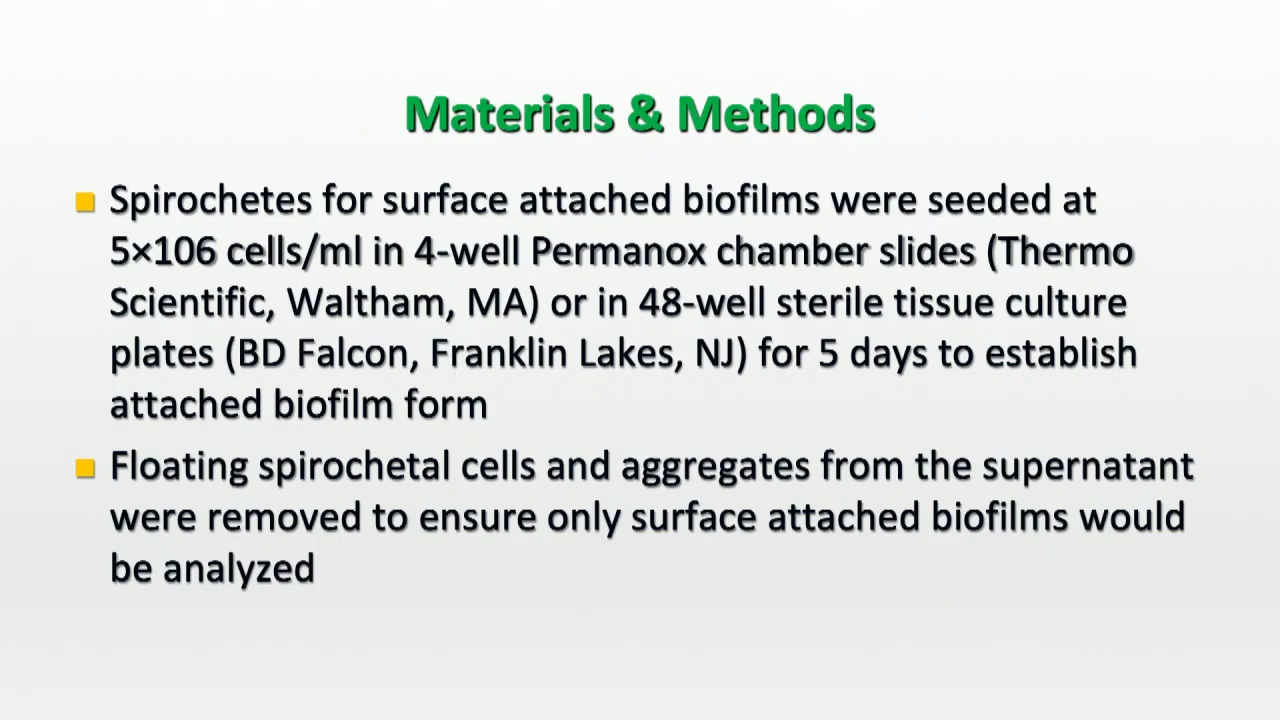 Materials & Methods
Spirochetes for surface attached biofilms were seeded at
5×106 cells/ml in 4-well Permanox chamber slides (Thermo
Scientific, Waltham, MA) or in 48-well sterile tissue culture
plates (BD Falcon, Franklin Lakes, NJ) for 5 days to establish
attached biofilm form
Floating spirochetal cells and aggregates from the supernatant
were removed to ensure only surface attached biofilms would
be analyzed